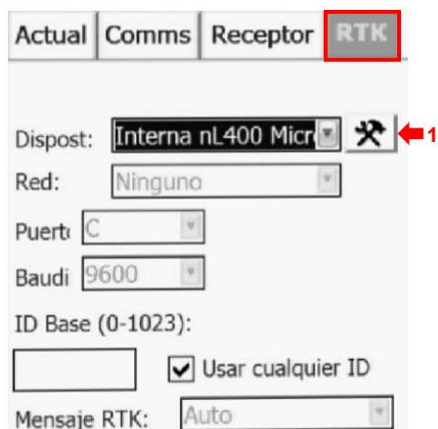 Actual Comms Receptor RTK
Dispost: Interna nL400 Micr
1
Red: Ninguno
Puert C
Baudi 9600
ID Base (0-1023):
Usar cualquier ID
Mensaje RTK: Auto